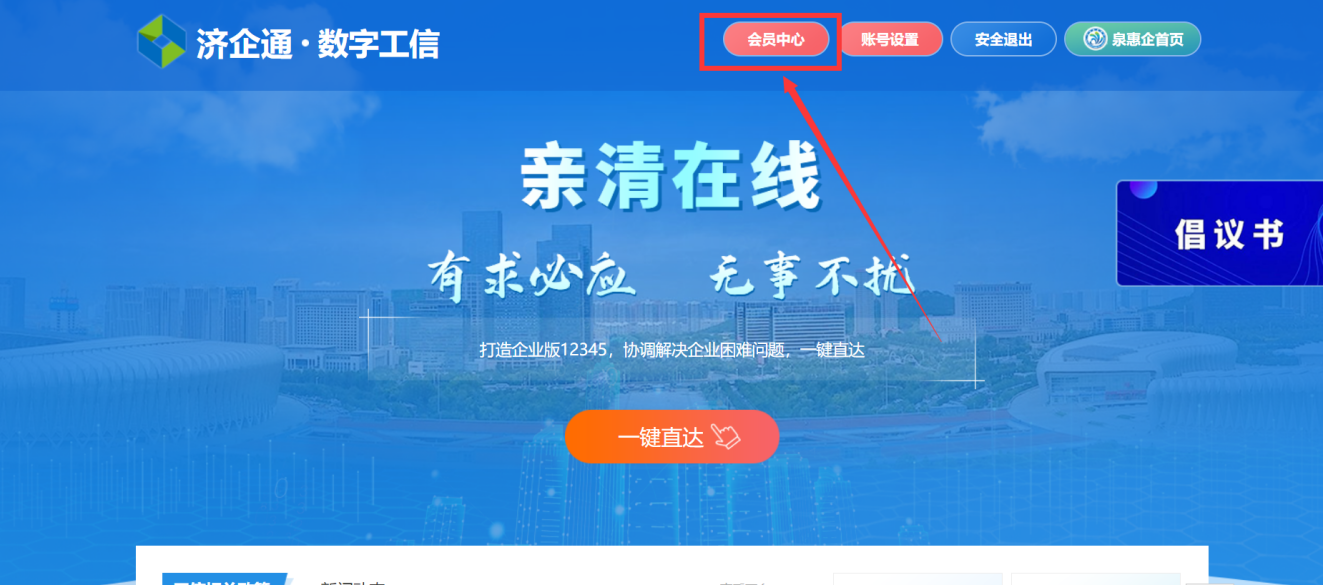 济企通·数字工信
会员中心
账号设置
安全退出
泉惠企首页
亲清在线
倡议书
有求必应 无事不扰
打造企业版12345，协调解决企业困难问题，一键直达
一键直达